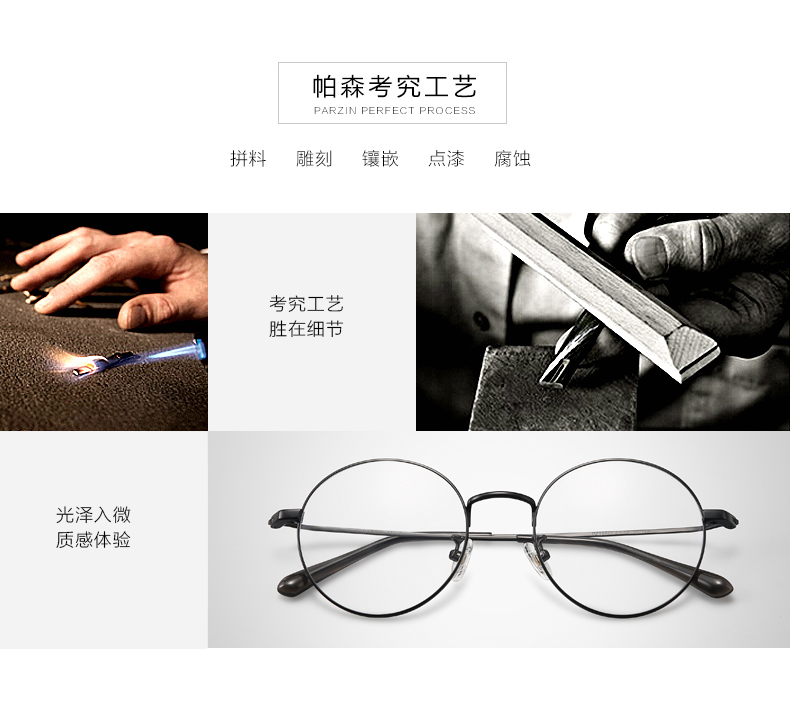 帕森考究工艺
PARZIN PERFECT PROCESS
拼料 雕刻 镶嵌 点漆 腐蚀
考究工艺
胜在细节
光泽入微
质感体验